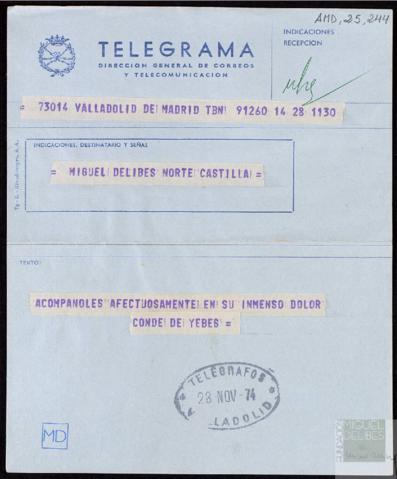 AMD, 25, 244
TELEGRAMA
DIRECCION GENERAL DE CORREOS
Y TELECOMUNICACION
INDICACIONES
RECEPCION
= 73014 VALLADOLID DE MADRID TBN 91260 14 28 1130
INDICACIONES, DESTINATARIO Y SEÑAS
= MIGUEL DELIBES NORTE CASTILLA =
TEXTO:
ACOMPANOLES AFECTUOSAMENTE EN SU INMENSO DOLOR
CONDE DE YEBES =
TELEGRAFOS
28 NOV. 74
LADOLID
MD
FUNDACIÓN
MIGUEL
DELIBES